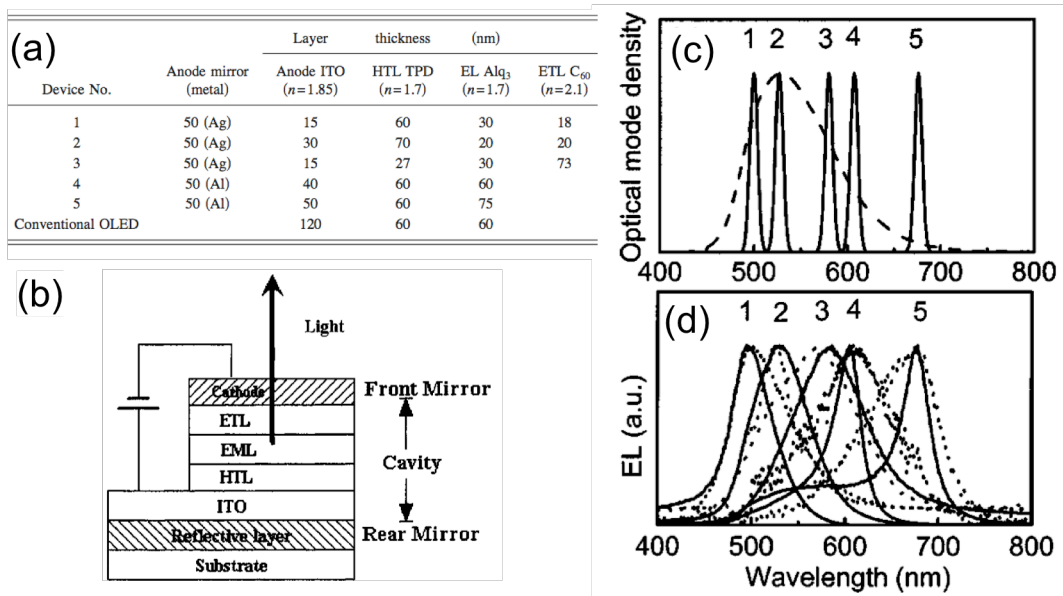 (a)
Layer thickness (nm)
Anode mirror Anode ITO HTL TPD EL Alq₃ ETL C₆₀
Device No. (metal) (n=1.85) (n=1.7) (n=1.7) (n=2.1)
1 50 (Ag) 15 60 30 18
2 50 (Ag) 30 70 20 20
3 50 (Ag) 15 27 30 73
4 50 (Al) 40 60 60
5 50 (Al) 50 60 75
Conventional OLED 120 60 60
(b)
Light
Cathode Front Mirror
ETL
EML
Cavity
HTL
ITO
Reflective layer Rear Mirror
Substrate
(c)
1 2 3 4 5
Optical mode density
400 500 600 700 800
(d)
1 2 3 4 5
EL (a.u.)
400 500 600 700 800
Wavelength (nm)